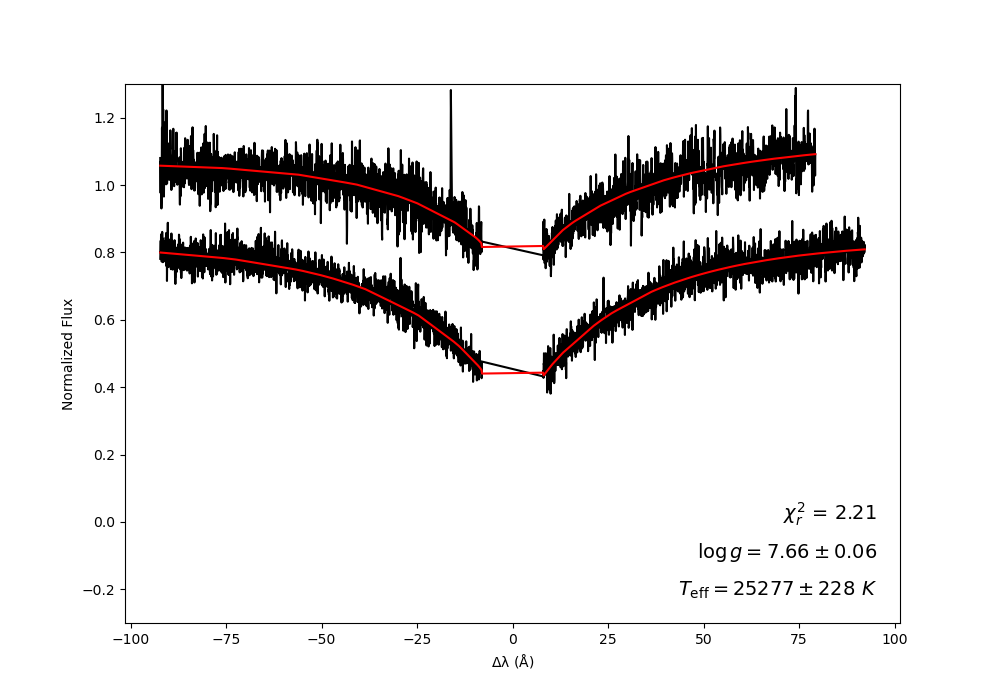 1.2
1.0
0.8
0.6
0.4
0.2
0.0
−0.2
Normalized Flux
χ²ᵣ = 2.21
log g = 7.66 ± 0.06
T_eff = 25277 ± 228 K
−100 −75 −50 −25 0 25 50 75 100
Δλ (Å)